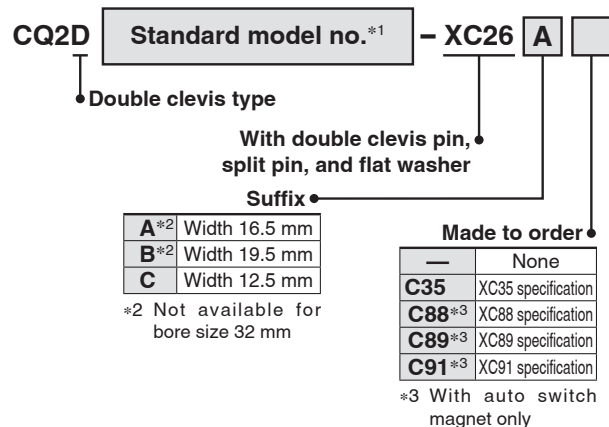 CQ2D Standard model no.*1 – XC26 A
Double clevis type
With double clevis pin,
split pin, and flat washer
Suffix
A*2 Width 16.5 mm
B*2 Width 19.5 mm
C Width 12.5 mm
*2 Not available for
bore size 32 mm
Made to order
— None
C35 XC35 specification
C88*3 XC88 specification
C89*3 XC89 specification
C91*3 XC91 specification
*3 With auto switch
magnet only